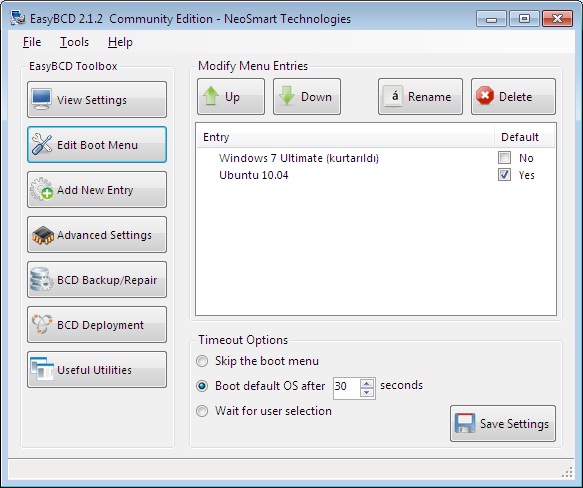 EasyBCD 2.1.2 Community Edition - NeoSmart Technologies
File Tools Help
EasyBCD Toolbox
View Settings
Edit Boot Menu
Add New Entry
Advanced Settings
BCD Backup/Repair
BCD Deployment
Useful Utilities
Modify Menu Entries
Up Down á Rename Delete
Entry Default
Windows 7 Ultimate (kurtarıldı) No
Ubuntu 10.04 Yes
Timeout Options
Skip the boot menu
Boot default OS after 30 seconds
Wait for user selection
Save Settings